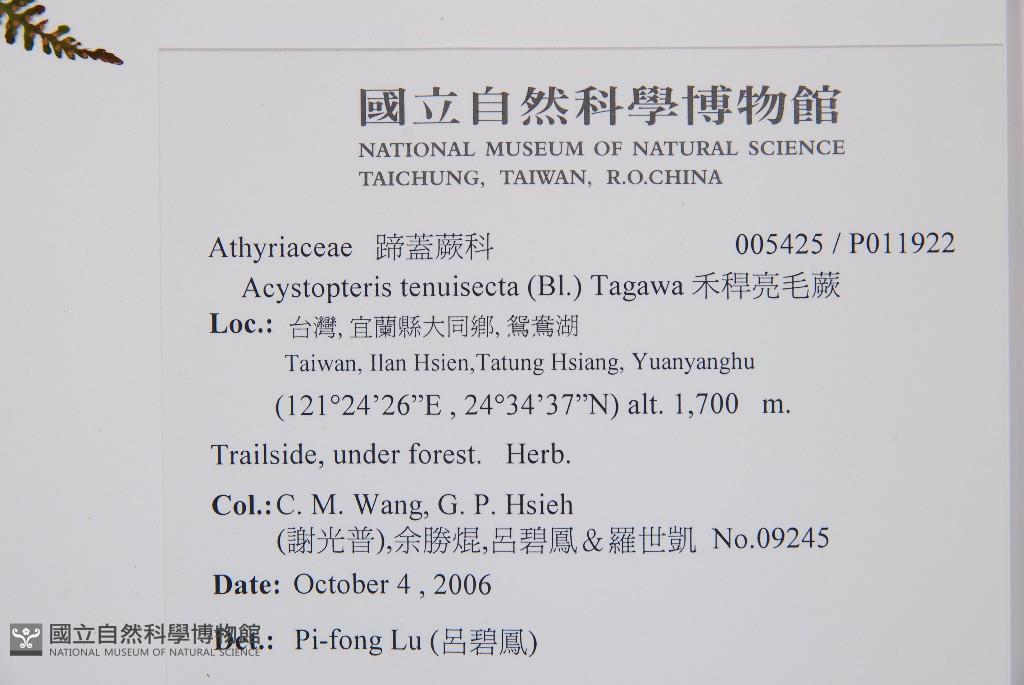 國立自然科學博物館
NATIONAL MUSEUM OF NATURAL SCIENCE
TAICHUNG, TAIWAN, R.O.CHINA
Athyriaceae 蹄蓋蕨科 005425 / P011922
Acystopteris tenuisecta (Bl.) Tagawa 禾稈亮毛蕨
Loc.: 台灣, 宜蘭縣大同鄉, 鴛鴦湖
Taiwan, Ilan Hsien,Tatung Hsiang, Yuanyanghu
(121°24’26”E , 24°34’37”N) alt. 1,700 m.
Trailside, under forest. Herb.
Col.: C. M. Wang, G. P. Hsieh
(謝光普),余勝焜,呂碧鳳＆羅世凱 No.09245
Date: October 4 , 2006
Det.: Pi-fong Lu (呂碧鳳)
國立自然科學博物館
NATIONAL MUSEUM OF NATURAL SCIENCE